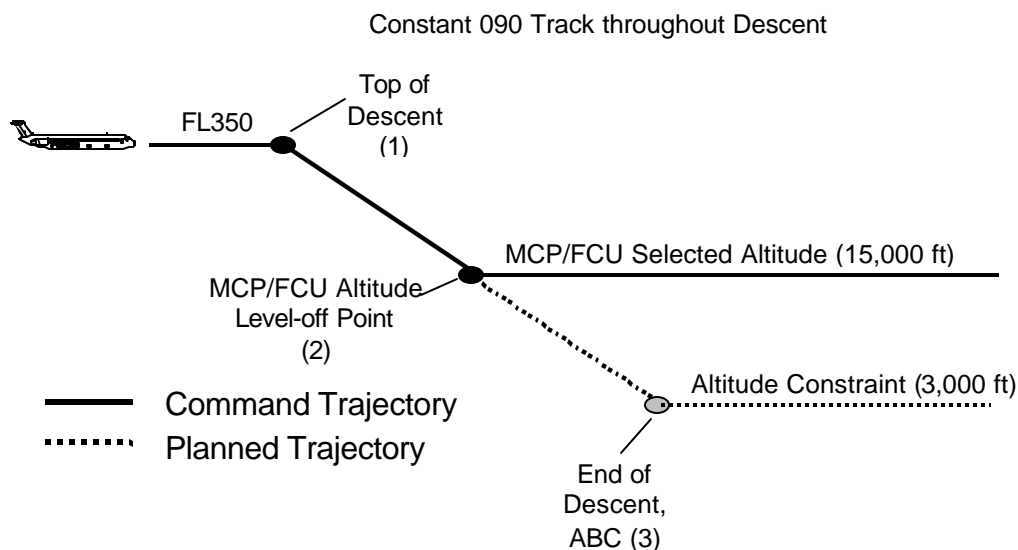 Constant 090 Track throughout Descent
Top of
Descent
(1)
FL350
MCP/FCU Selected Altitude (15,000 ft)
MCP/FCU Altitude
Level-off Point
(2)
Altitude Constraint (3,000 ft)
Command Trajectory
Planned Trajectory
End of
Descent,
ABC (3)